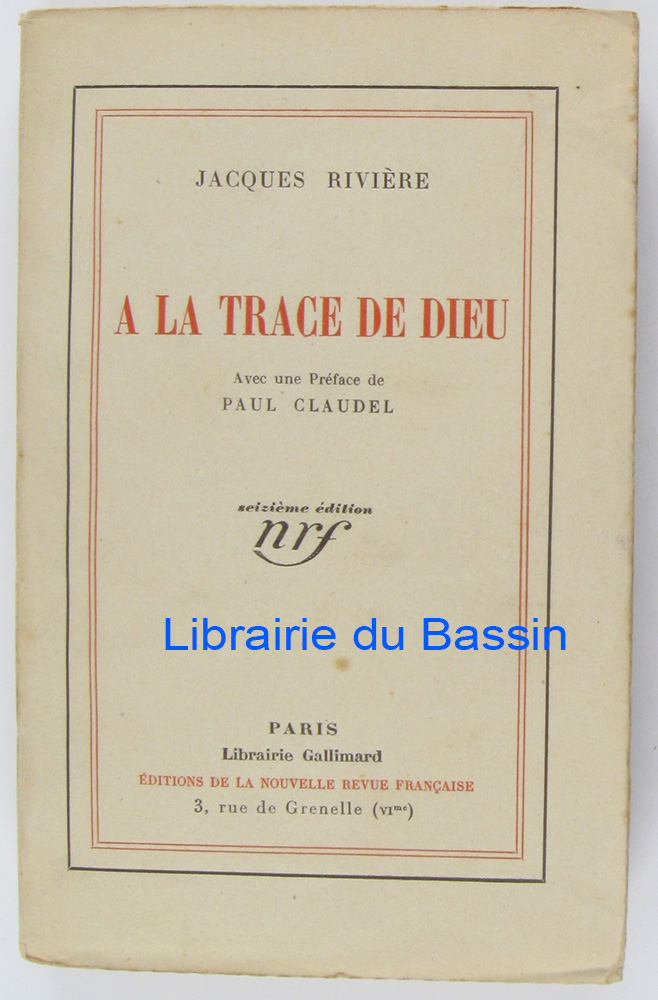 JACQUES RIVIÈRE
A LA TRACE DE DIEU
Avec une Préface de
PAUL CLAUDEL
seizième édition
nrf
Librairie du Bassin
PARIS
Librairie Gallimard
ÉDITIONS DE LA NOUVELLE REVUE FRANÇAISE
3, rue de Grenelle (VIme)